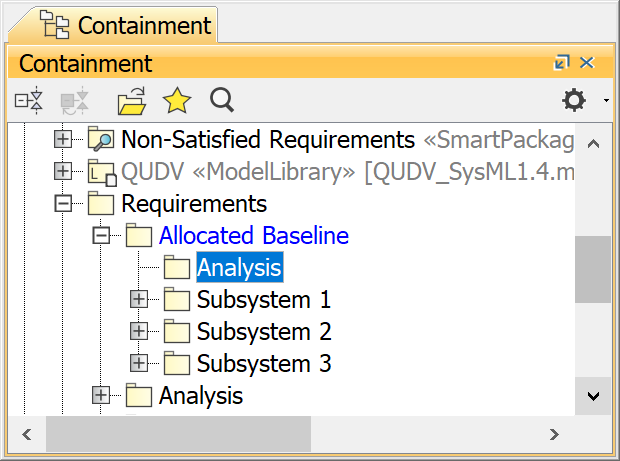 Containment
Containment
Non-Satisfied Requirements «SmartPackag
QUDV «ModelLibrary» [QUDV_SysML1.4.m
Requirements
Allocated Baseline
Analysis
Subsystem 1
Subsystem 2
Subsystem 3
Analysis